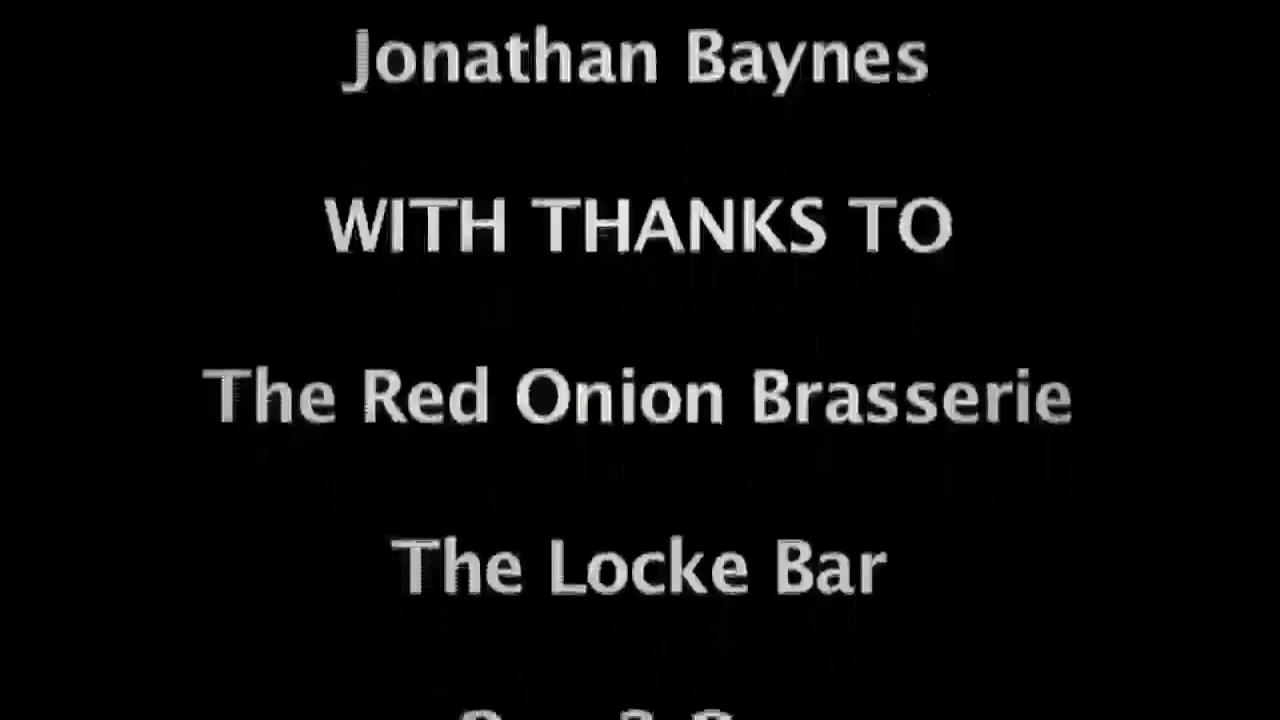 Jonathan Baynes
WITH THANKS TO
The Red Onion Brasserie
The Locke Bar